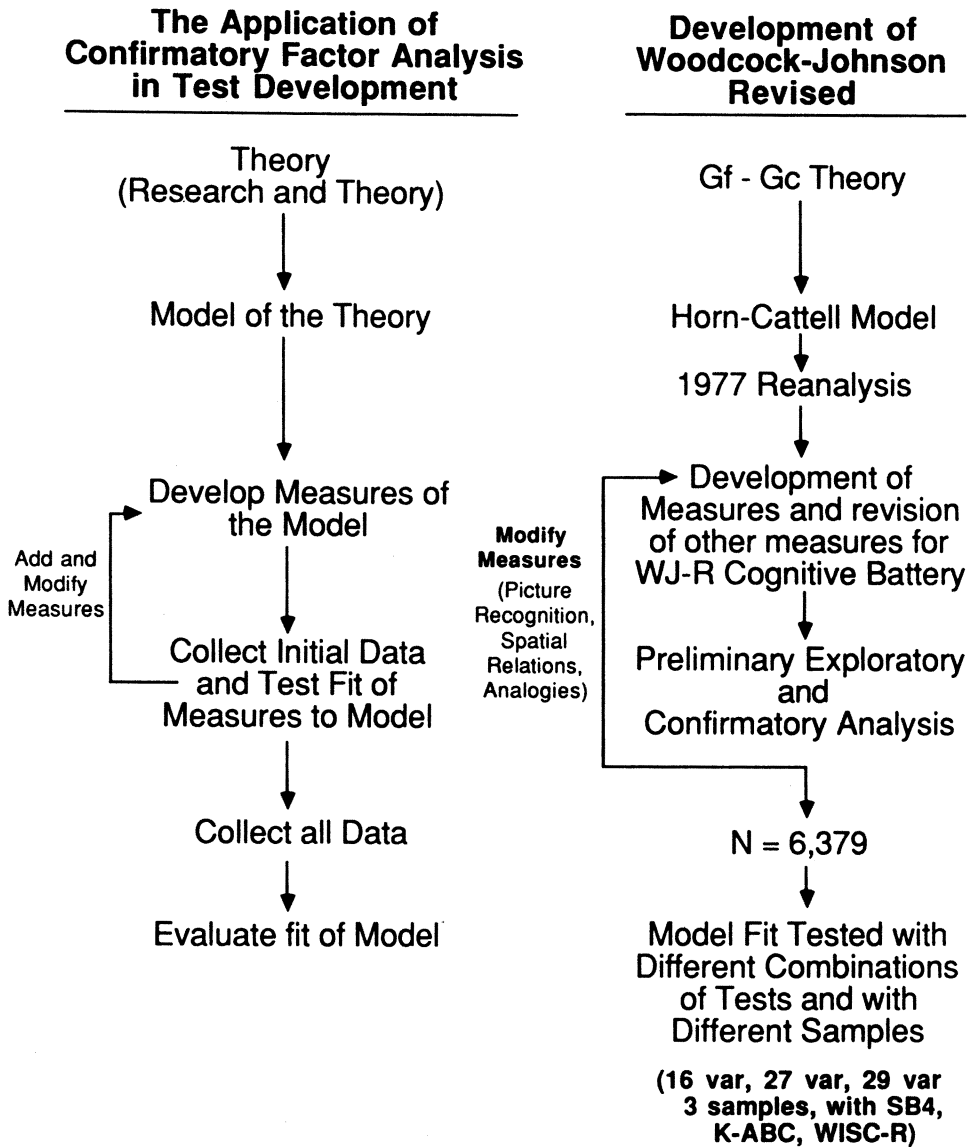 The Application of
Confirmatory Factor Analysis
in Test Development
Theory
(Research and Theory)
Model of the Theory
Develop Measures of
the Model
Add and
Modify
Measures
Collect Initial Data
and Test Fit of
Measures to Model
Collect all Data
Evaluate fit of Model
Development of
Woodcock-Johnson
Revised
Gf - Gc Theory
Horn-Cattell Model
1977 Reanalysis
Development of
Measures and revision
of other measures for
WJ-R Cognitive Battery
Modify
Measures
(Picture
Recognition,
Spatial
Relations,
Analogies)
Preliminary Exploratory
and
Confirmatory Analysis
N = 6,379
Model Fit Tested with
Different Combinations
of Tests and with
Different Samples
(16 var, 27 var, 29 var
3 samples, with SB4,
K-ABC, WISC-R)